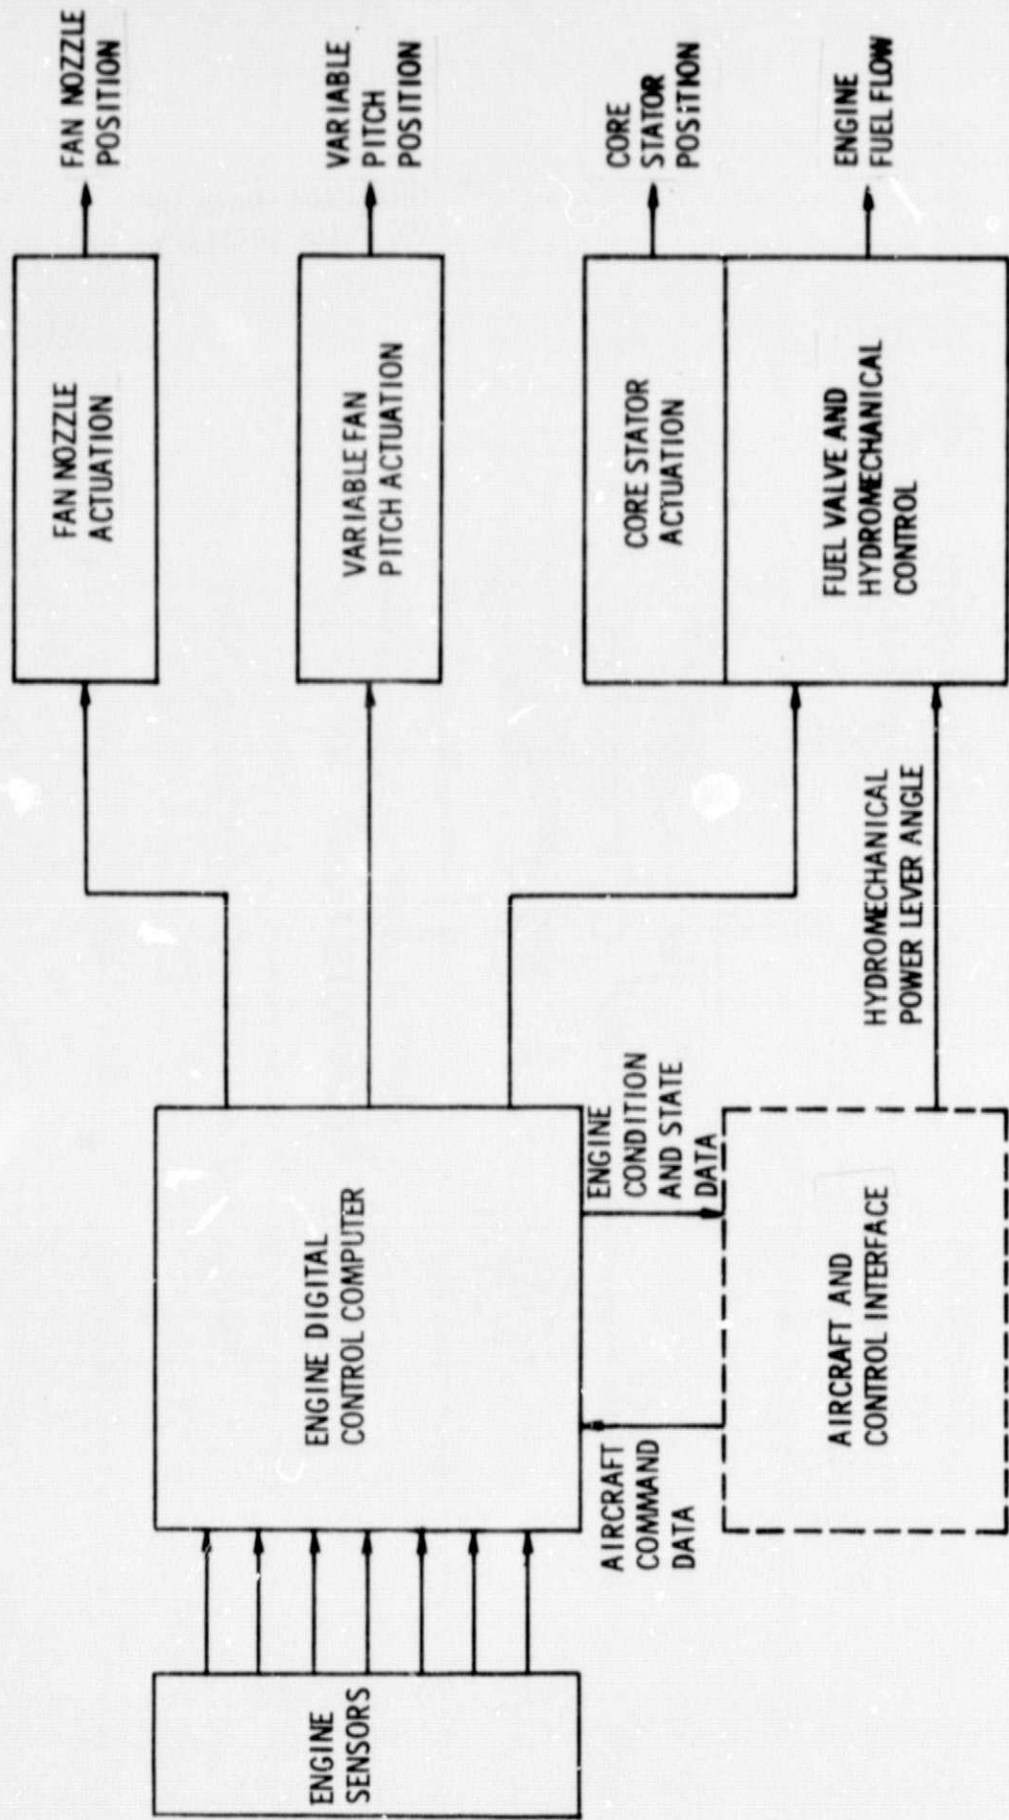 ENGINE
SENSORS
ENGINE DIGITAL
CONTROL COMPUTER
AIRCRAFT
COMMAND
DATA
ENGINE
CONDITION
AND STATE
DATA
AIRCRAFT AND
CONTROL INTERFACE
HYDROMECHANICAL
POWER LEVER ANGLE
FAN NOZZLE
ACTUATION
FAN NOZZLE
POSITION
VARIABLE FAN
PITCH ACTUATION
VARIABLE
PITCH
POSITION
CORE STATOR
ACTUATION
CORE
STATOR
POSITION
FUEL VALVE AND
HYDROMECHANICAL
CONTROL
ENGINE
FUEL FLOW